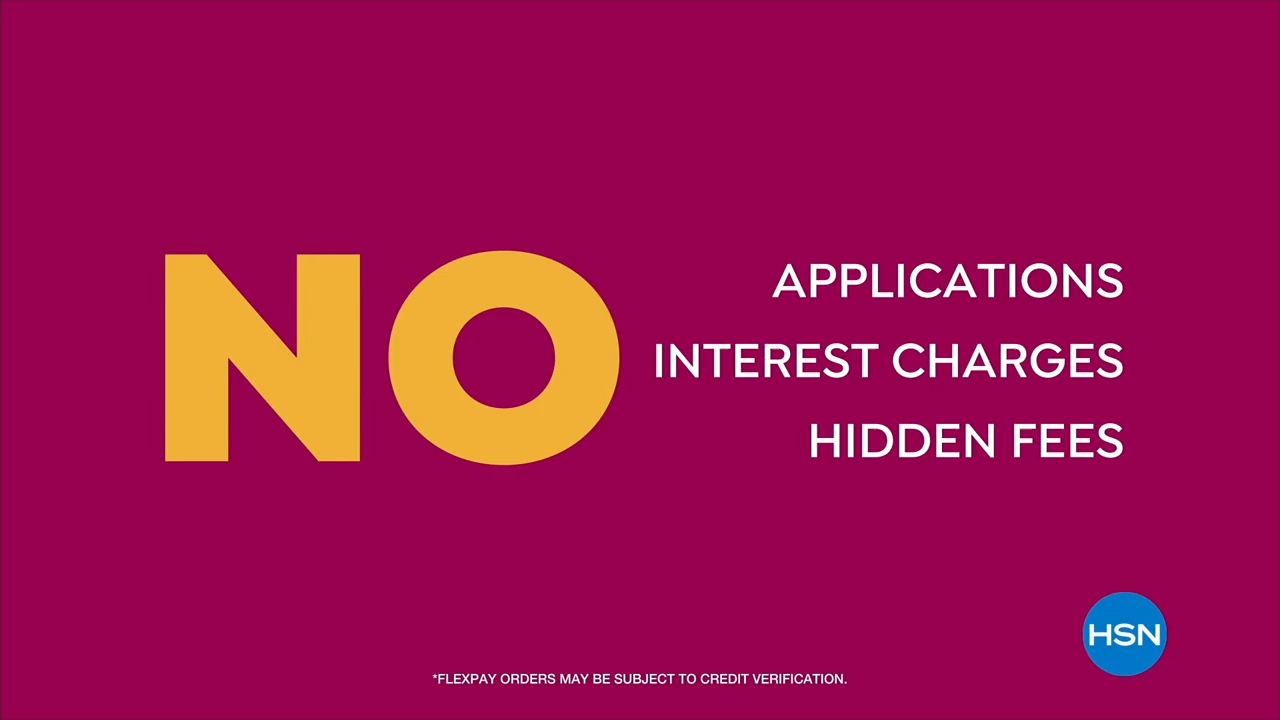 NO
APPLICATIONS
INTEREST CHARGES
HIDDEN FEES
HSN
*FLEXPAY ORDERS MAY BE SUBJECT TO CREDIT VERIFICATION.